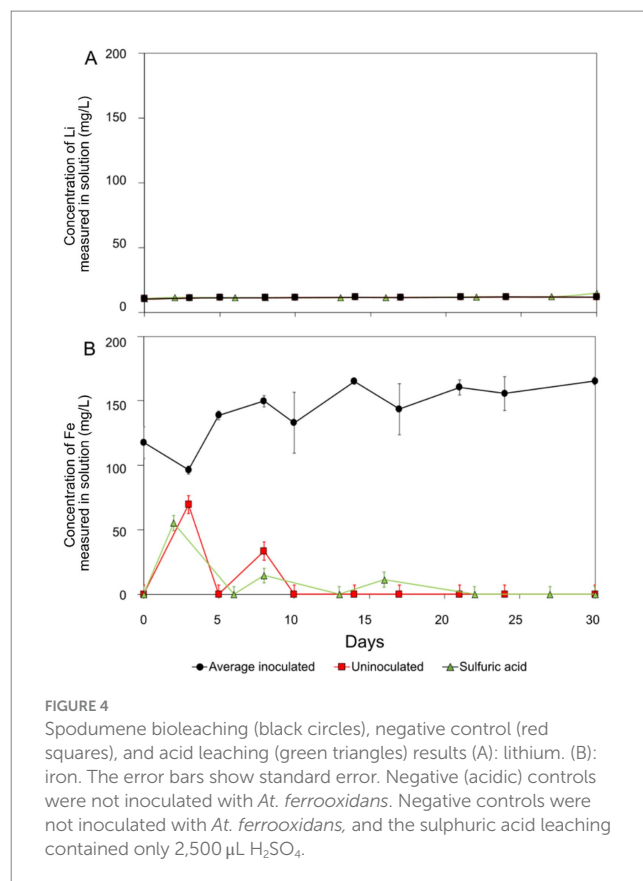 A
200
150
100
50
0
Concentration of Li
measured in solution (mg/L)
B
200
150
100
50
0
Concentration of Fe
measured in solution (mg/L)
0 5 10 15 20 25 30
Days
Average inoculated Uninoculated Sulfuric acid
FIGURE 4
Spodumene bioleaching (black circles), negative control (red
squares), and acid leaching (green triangles) results (A): lithium. (B):
iron. The error bars show standard error. Negative (acidic) controls
were not inoculated with At. ferrooxidans. Negative controls were
not inoculated with At. ferrooxidans, and the sulphuric acid leaching
contained only 2,500 μL H₂SO₄.